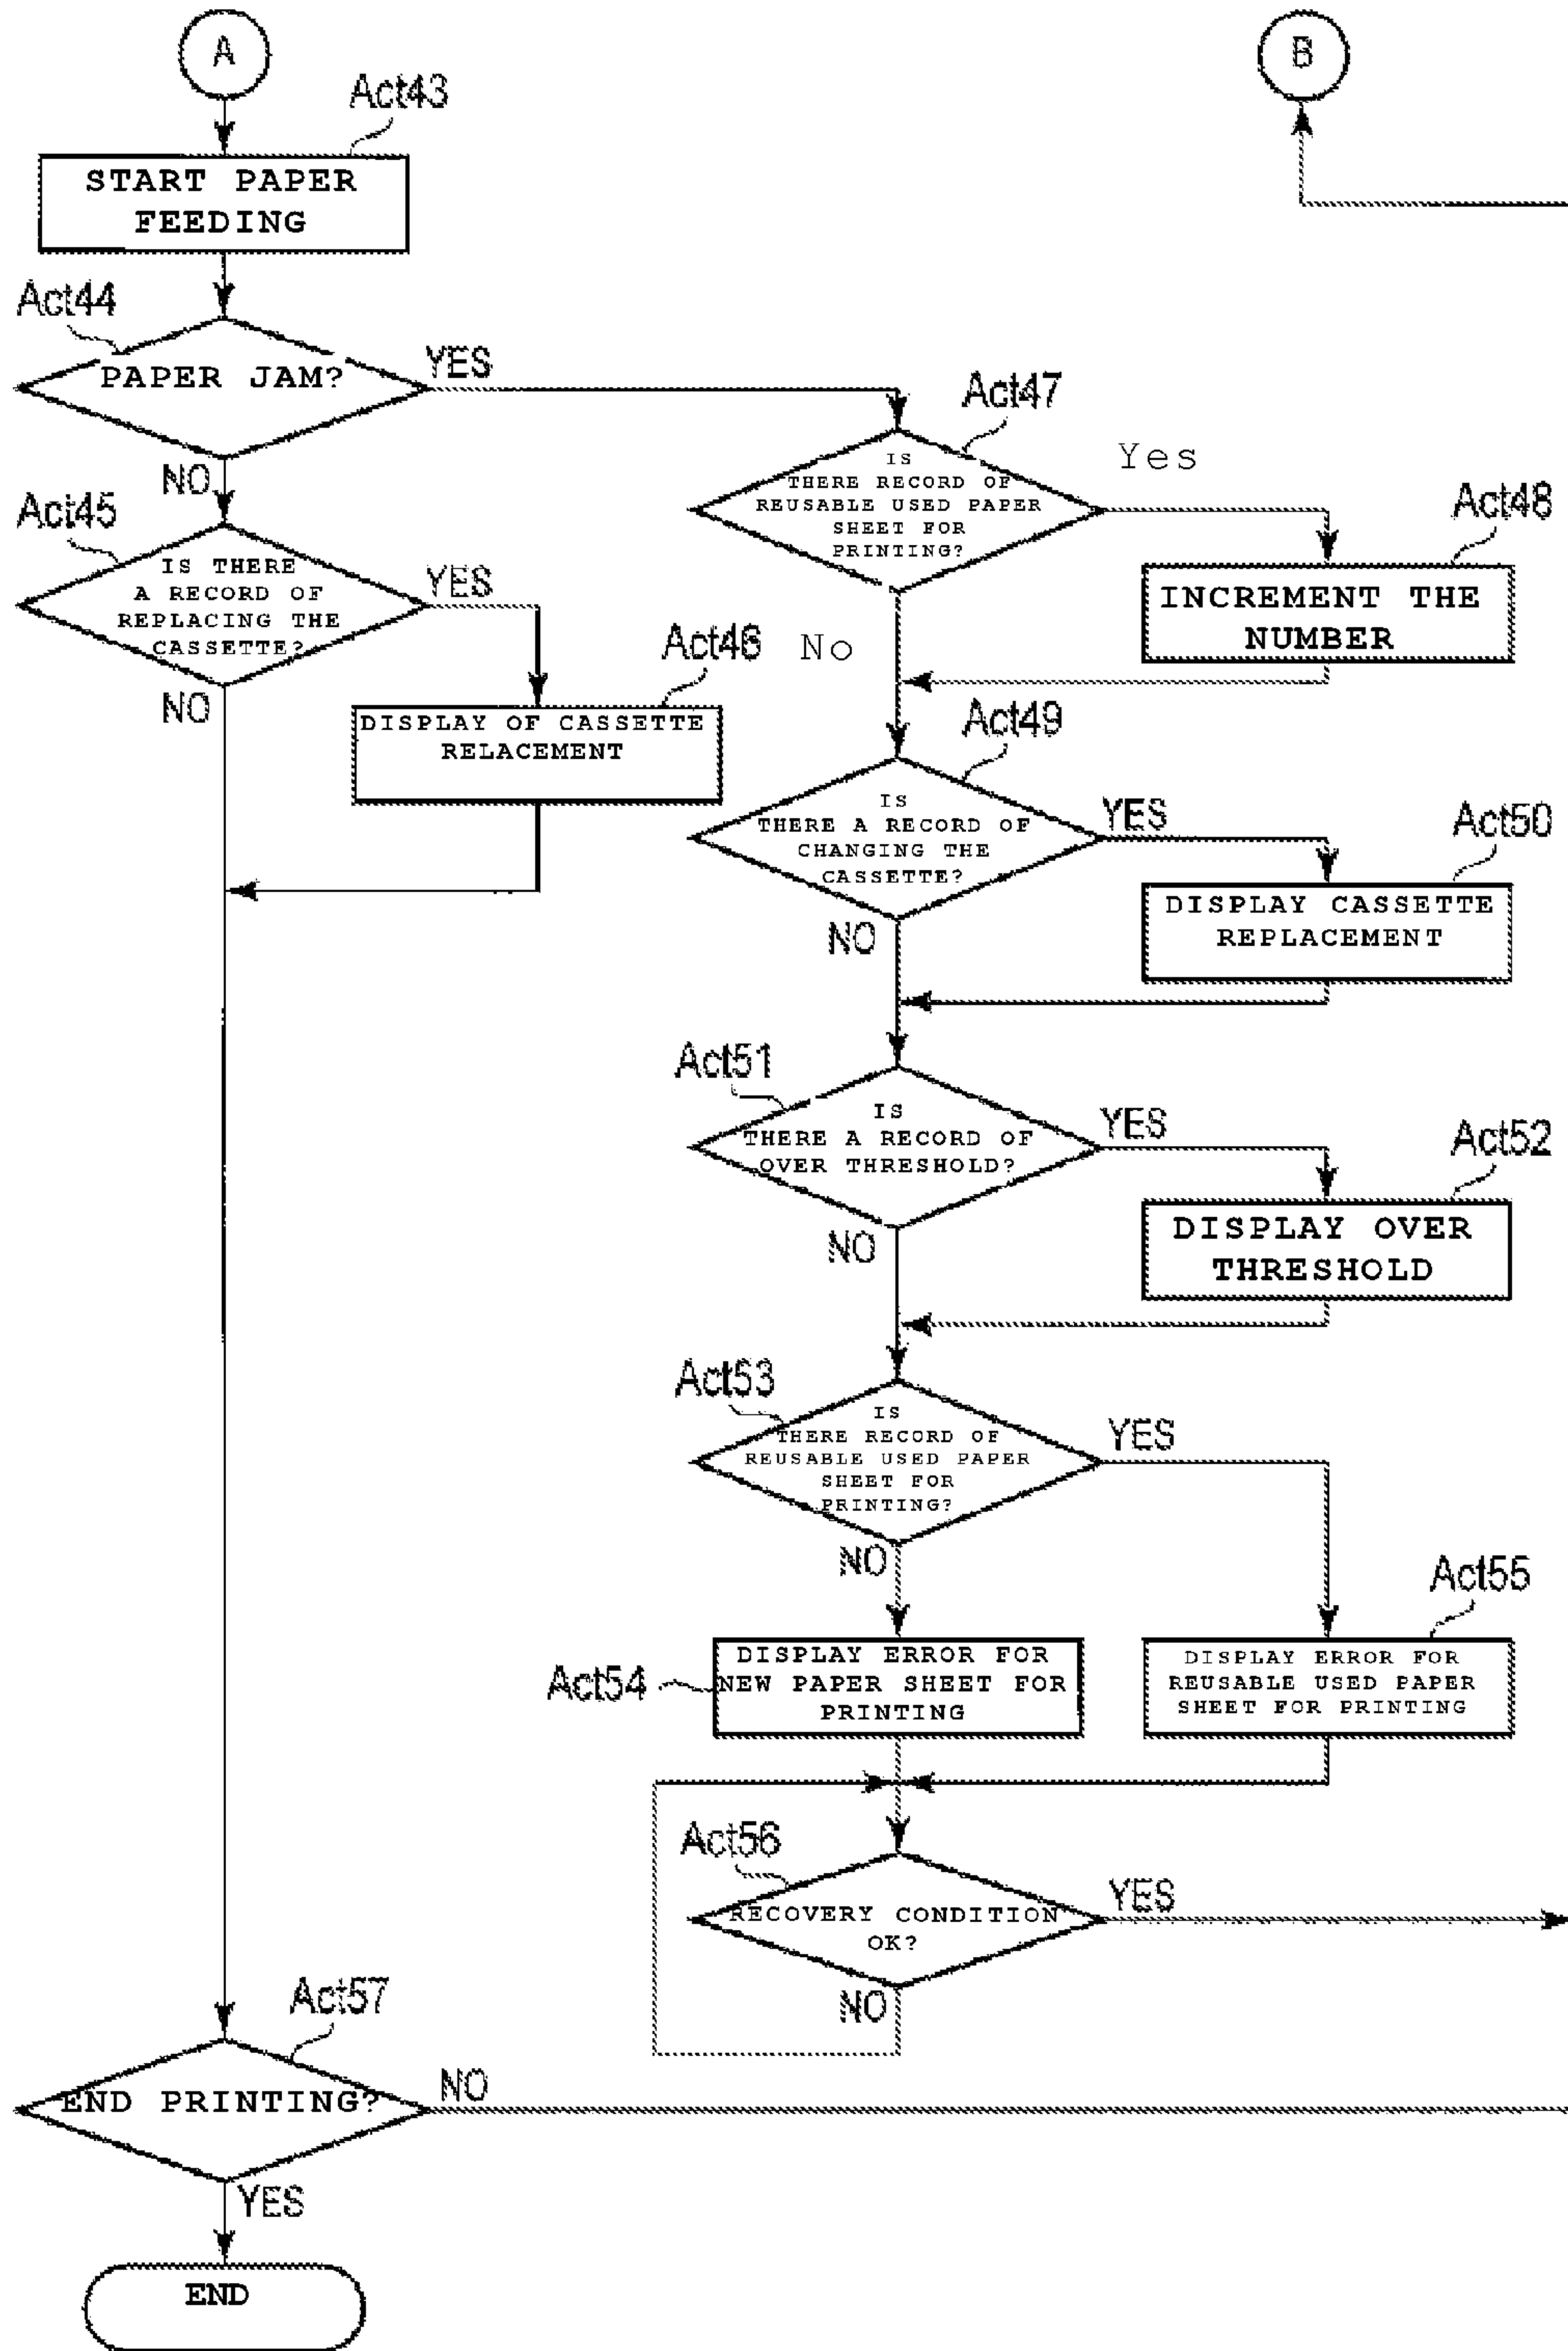 A
B
Act43
START PAPER
FEEDING
Act44
PAPER JAM?
YES
NO
Act45
IS THERE
A RECORD OF
REPLACING THE
CASSETTE?
YES
NO
Act46
DISPLAY OF CASSETTE
RELACEMENT
Act47
IS
THERE RECORD OF
REUSABLE USED PAPER
SHEET FOR
PRINTING?
Yes
No
Act48
INCREMENT THE
NUMBER
Act49
IS
THERE A RECORD OF
CHANGING THE
CASSETTE?
YES
NO
Act50
DISPLAY CASSETTE
REPLACEMENT
Act51
IS
THERE A RECORD OF
OVER THRESHOLD?
YES
NO
Act52
DISPLAY OVER
THRESHOLD
Act53
IS
THERE RECORD OF
REUSABLE USED PAPER
SHEET FOR
PRINTING?
YES
NO
Act54
DISPLAY ERROR FOR
NEW PAPER SHEET FOR
PRINTING
Act55
DISPLAY ERROR FOR
REUSABLE USED PAPER
SHEET FOR PRINTING
Act56
RECOVERY CONDITION
OK?
YES
NO
Act57
END PRINTING?
NO
YES
END